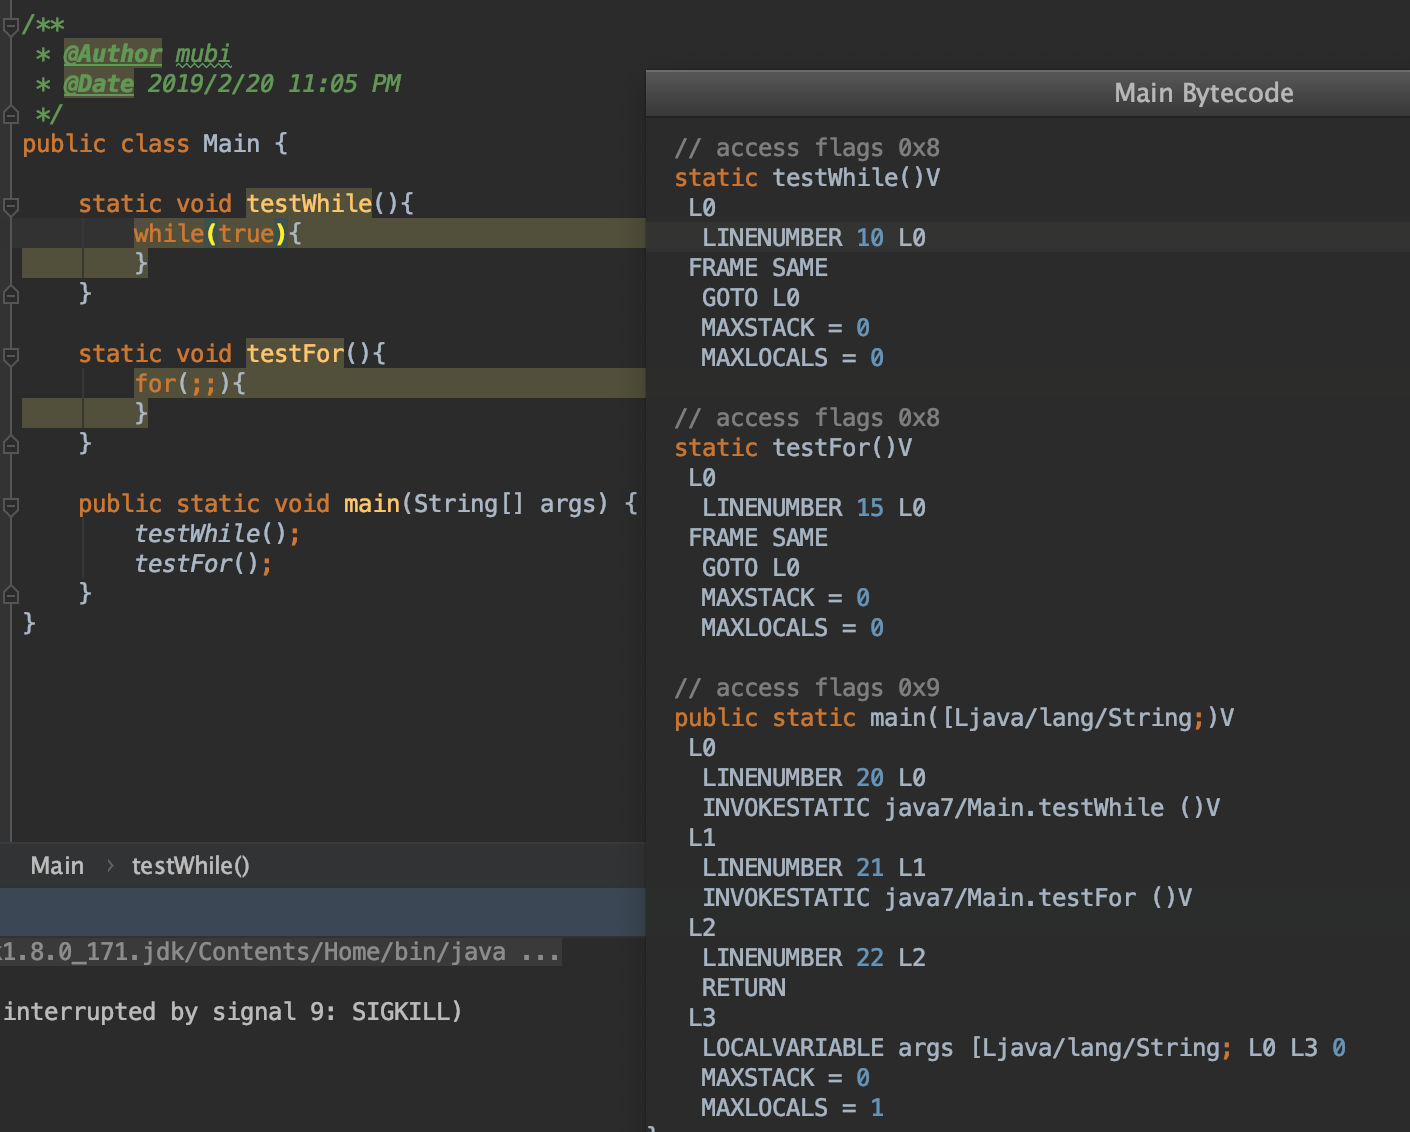 /**
 * @Author mubi
 * @Date 2019/2/20 11:05 PM
 */
public class Main {
    static void testWhile(){
        while(true){
        }
    }
    static void testFor(){
        for(;;){
        }
    }
    public static void main(String[] args) {
        testWhile();
        testFor();
    }
}
Main › testWhile()
1.8.0_171.jdk/Contents/Home/bin/java ...
interrupted by signal 9: SIGKILL)
Main Bytecode
// access flags 0x8
static testWhile()V
 L0
  LINENUMBER 10 L0
 FRAME SAME
  GOTO L0
  MAXSTACK = 0
  MAXLOCALS = 0
// access flags 0x8
static testFor()V
 L0
  LINENUMBER 15 L0
 FRAME SAME
  GOTO L0
  MAXSTACK = 0
  MAXLOCALS = 0
// access flags 0x9
public static main([Ljava/lang/String;)V
 L0
  LINENUMBER 20 L0
  INVOKESTATIC java7/Main.testWhile ()V
 L1
  LINENUMBER 21 L1
  INVOKESTATIC java7/Main.testFor ()V
 L2
  LINENUMBER 22 L2
  RETURN
 L3
  LOCALVARIABLE args [Ljava/lang/String; L0 L3 0
  MAXSTACK = 0
  MAXLOCALS = 1